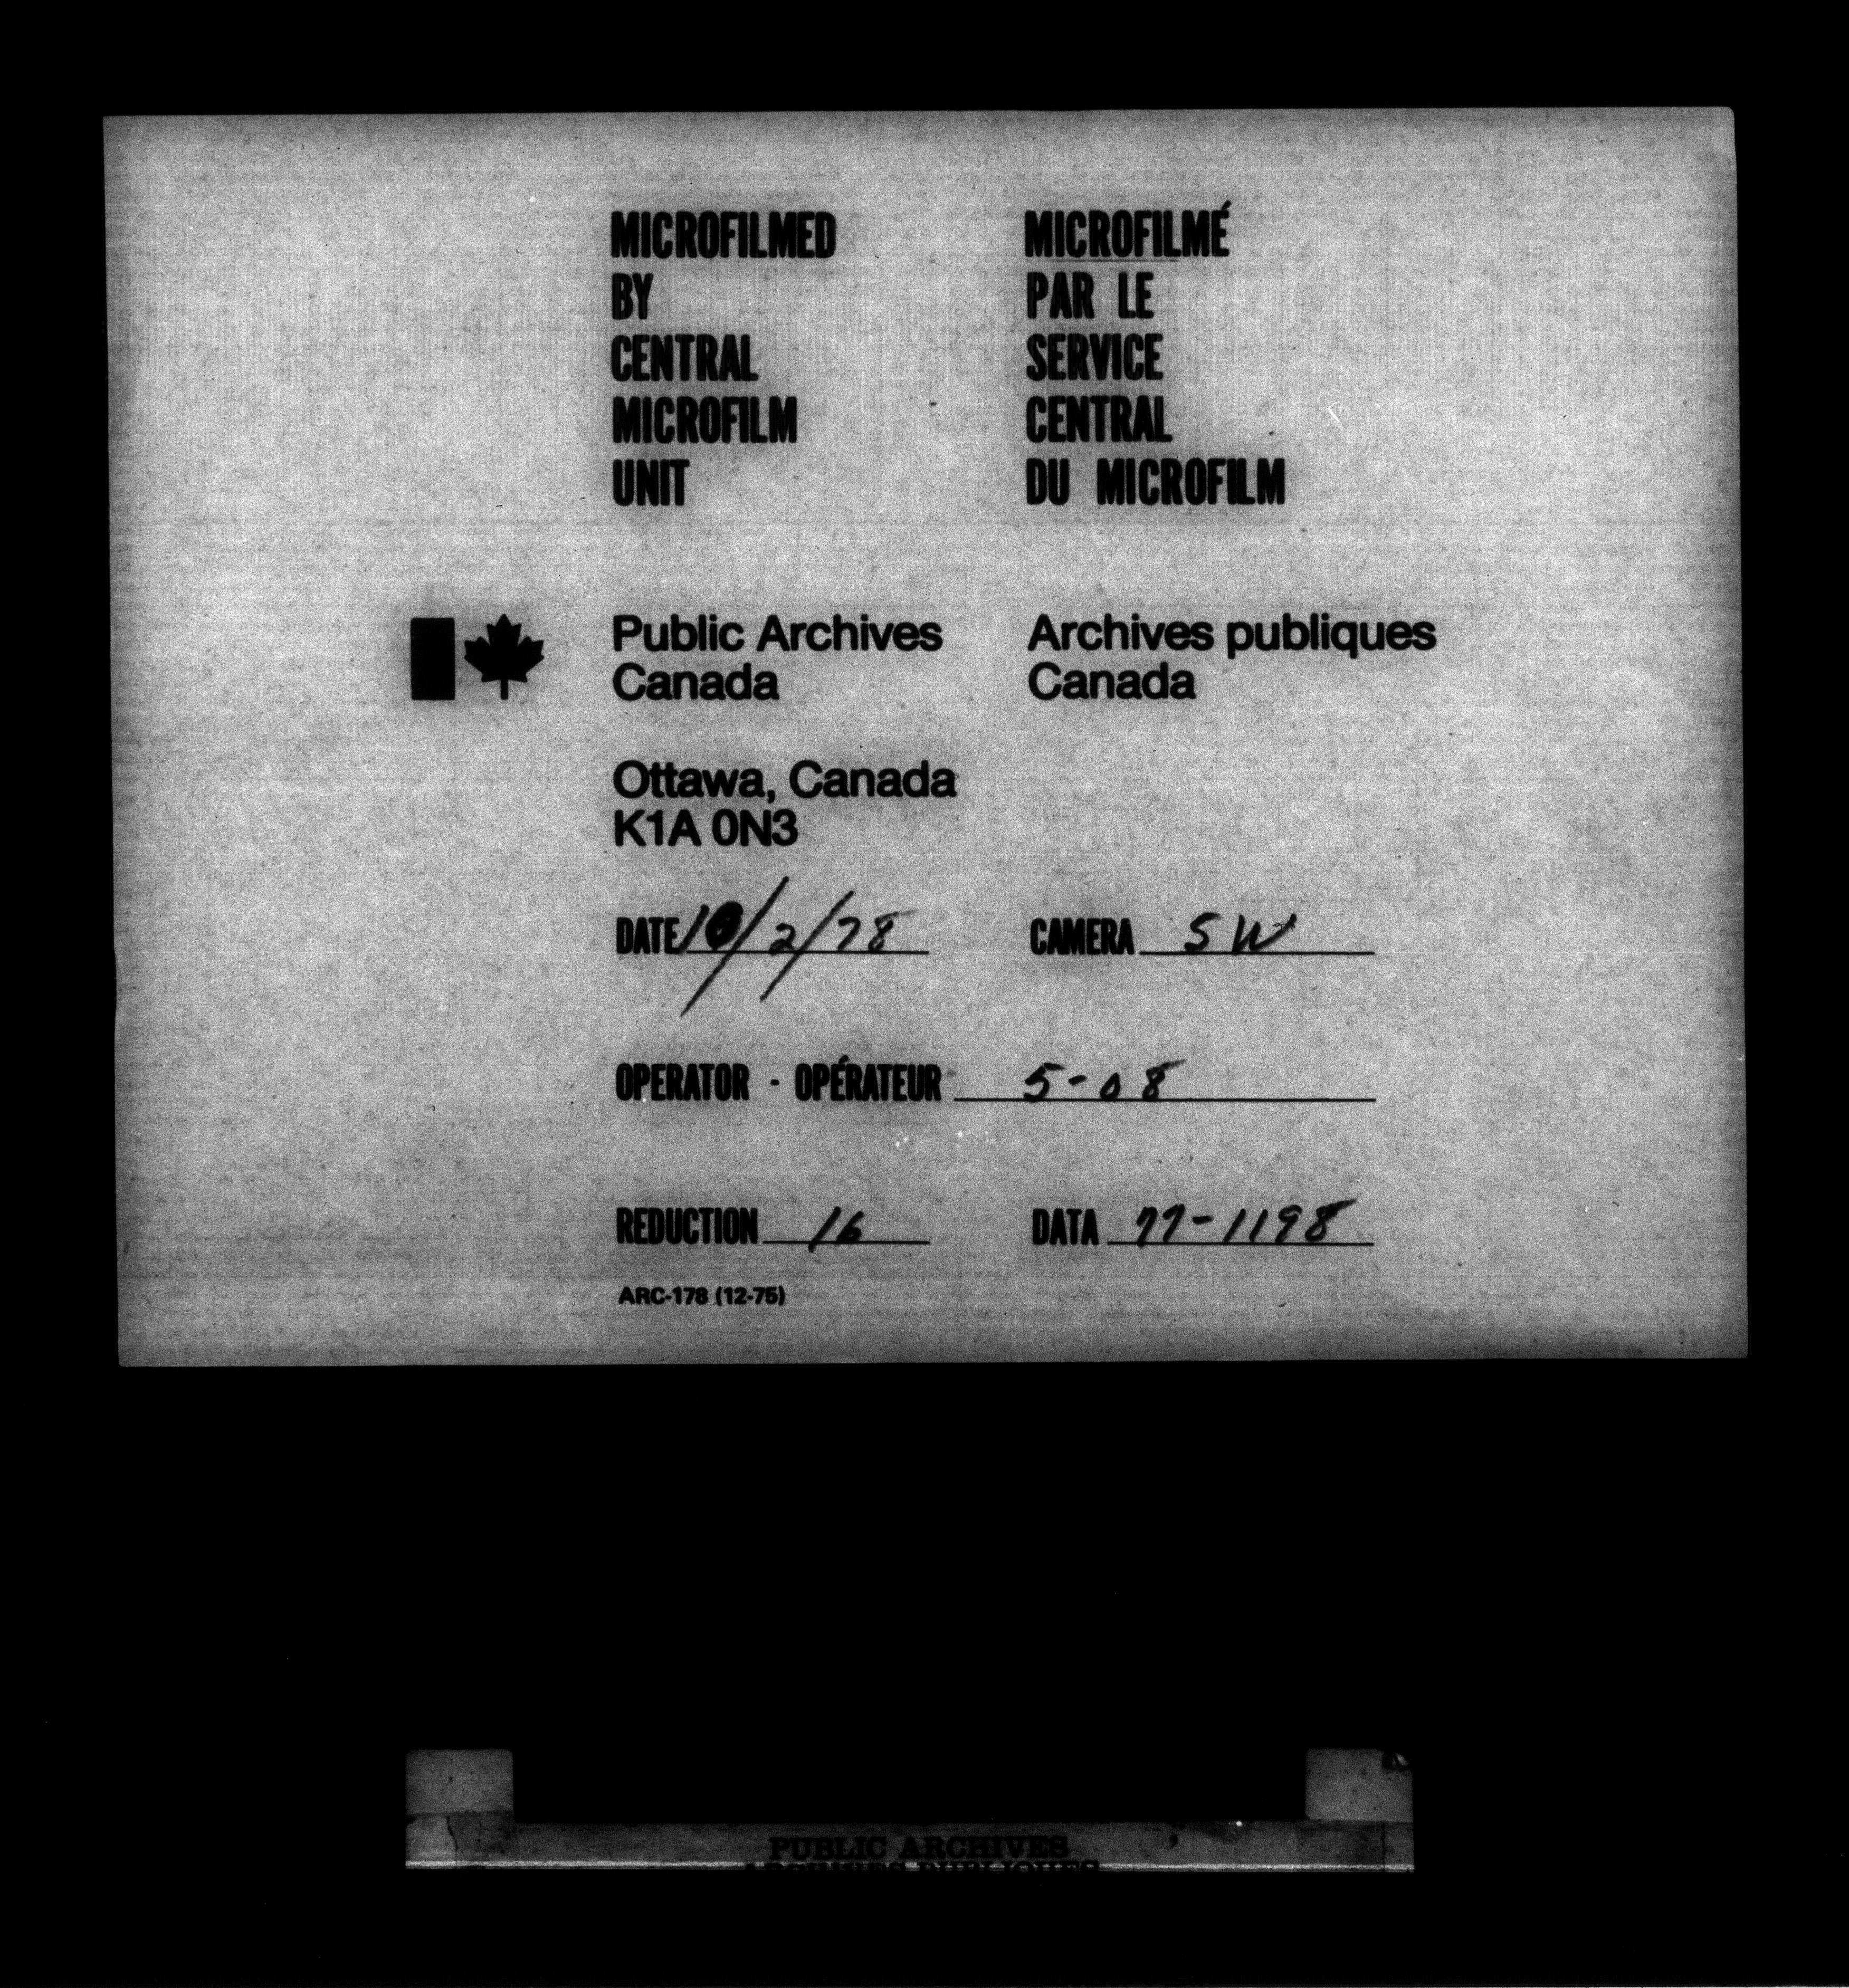 MICROFILMED
BY
CENTRAL
MICROFILM
UNIT
MICROFILMÉ
PAR LE
SERVICE
CENTRAL
DU MICROFILM
Public Archives
Canada
Archives publiques
Canada
Ottawa, Canada
K1A 0N3
DATE 10/2/78
CAMERA SW
OPERATOR - OPÉRATEUR 5-08
REDUCTION 16
DATA 77-1198
ARC-178 (12-75)
PUBLIC ARCHIVES
ARCHIVES PUBLIQUES